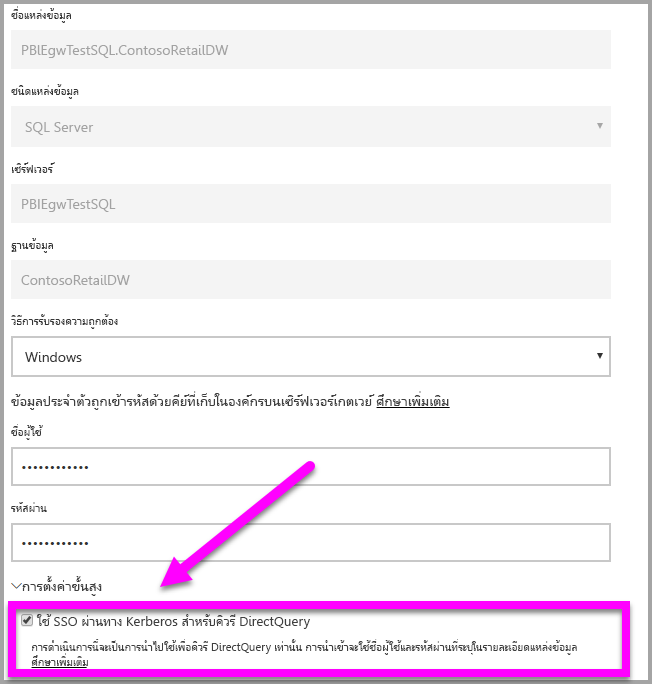 ชื่อแหล่งข้อมูล
PBIEgwTestSQL.ContosoRetailDW
ชนิดแหล่งข้อมูล
SQL Server
เซิร์ฟเวอร์
PBIEgwTestSQL
ฐานข้อมูล
ContosoRetailDW
วิธีการรับรองความถูกต้อง
Windows
ข้อมูลประจำตัวถูกเข้ารหัสด้วยคีย์ที่เก็บในองค์กรบนเซิร์ฟเวอร์เกตเวย์ ศึกษาเพิ่มเติม
ชื่อผู้ใช้
••••••••••••
รหัสผ่าน
••••••••••••
การตั้งค่าขั้นสูง
ใช้ SSO ผ่านทาง Kerberos สำหรับคิวรี DirectQuery
การดำเนินการนี้จะเป็นการนำไปใช้เพื่อคิวรี DirectQuery เท่านั้น การนำเข้าจะใช้ชื่อผู้ใช้และรหัสผ่านที่ระบุในรายละเอียดแหล่งข้อมูล
ศึกษาเพิ่มเติม